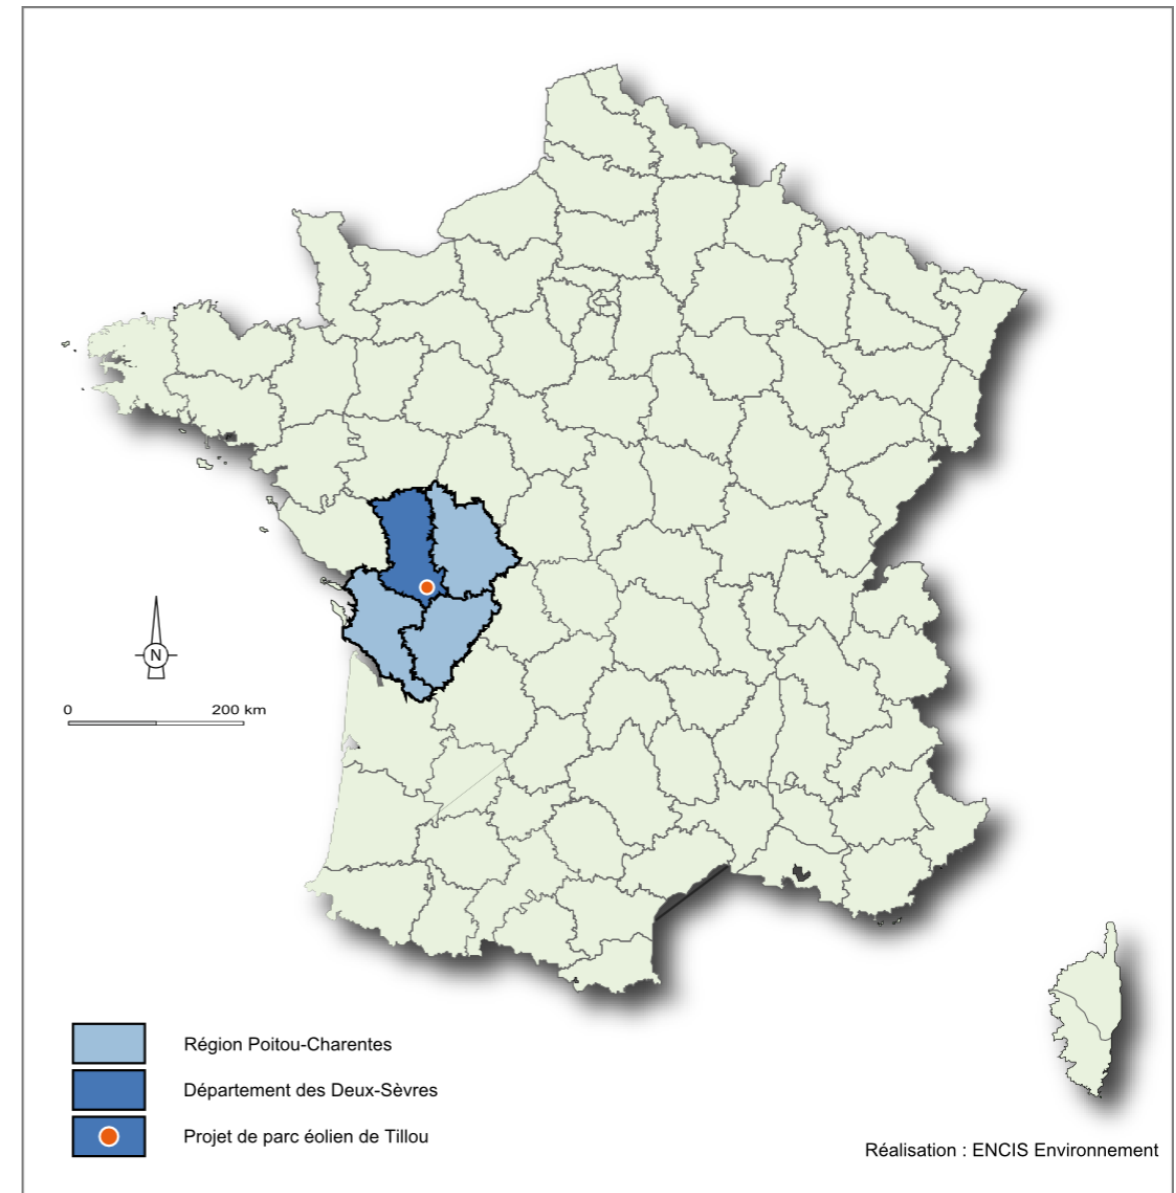 N
0 200 km
Région Poitou-Charentes
Département des Deux-Sèvres
Projet de parc éolien de Tillou
Réalisation : ENCIS Environnement